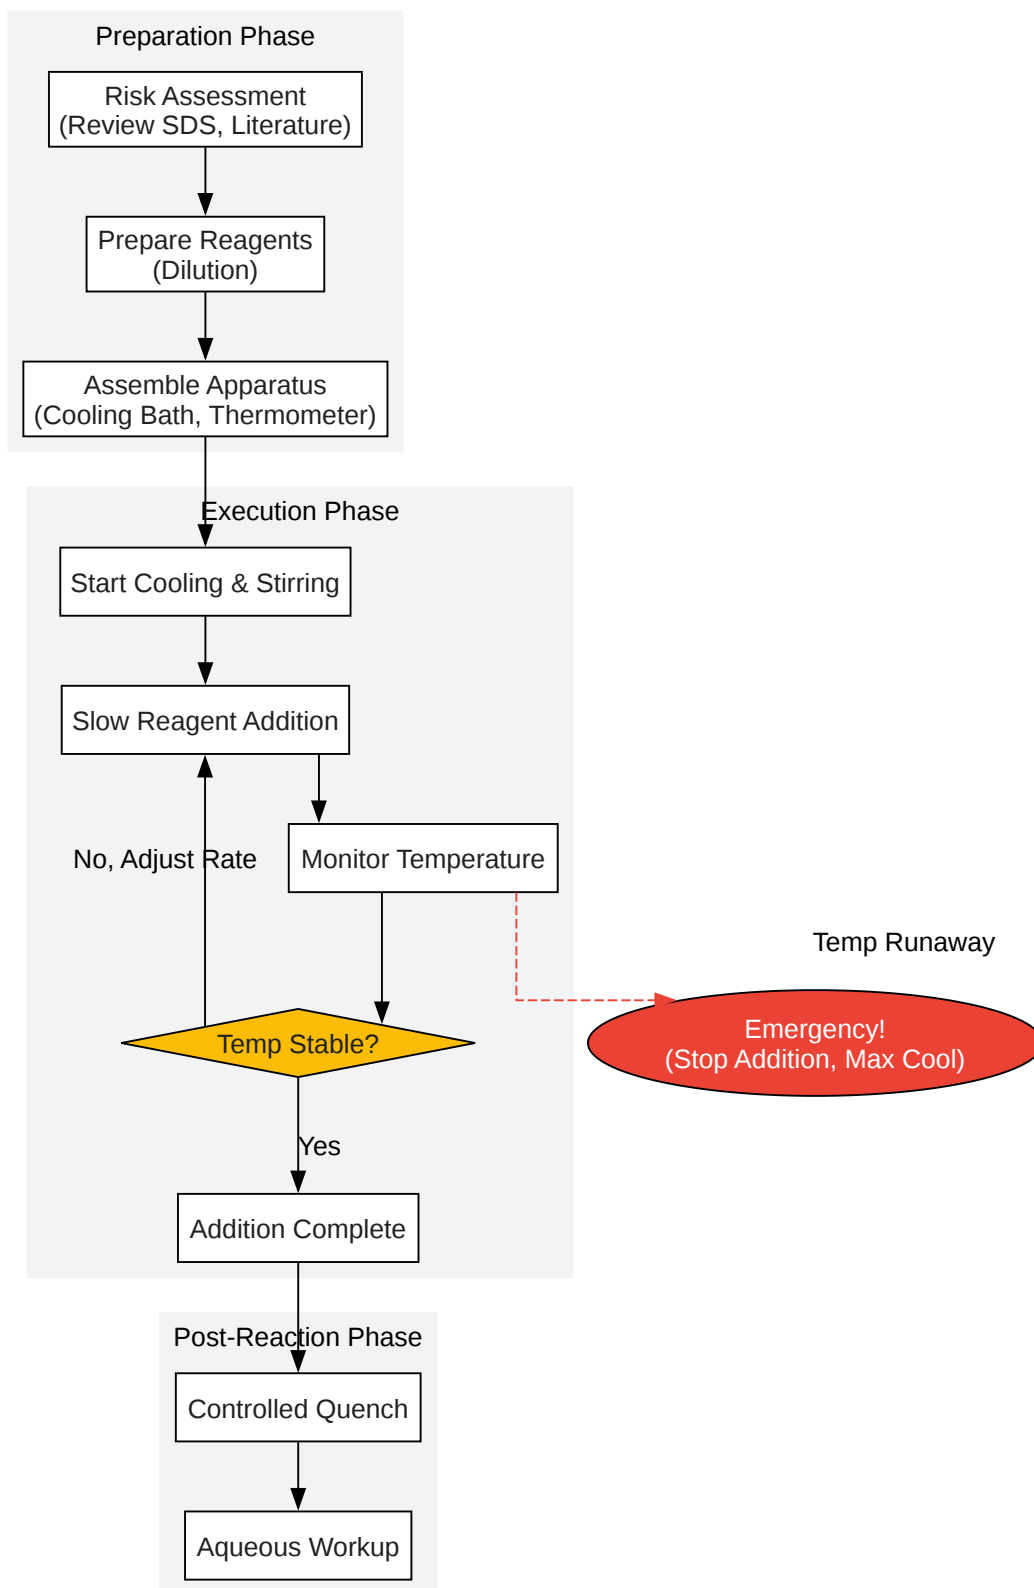 Preparation Phase
Risk Assessment
(Review SDS, Literature)
Prepare Reagents
(Dilution)
Assemble Apparatus
(Cooling Bath, Thermometer)
Execution Phase
Start Cooling & Stirring
Slow Reagent Addition
No, Adjust Rate
Monitor Temperature
Temp Runaway
Temp Stable?
Emergency!
(Stop Addition, Max Cool)
Yes
Addition Complete
Post-Reaction Phase
Controlled Quench
Aqueous Workup